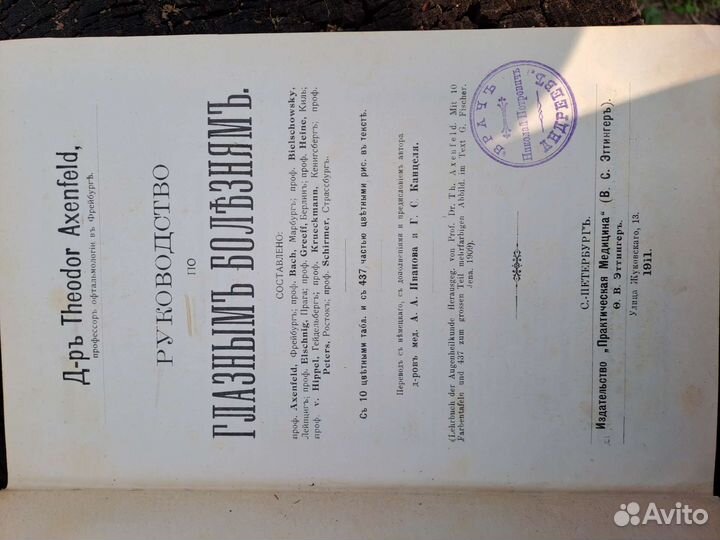 Д-ръ Theodor Axenfeld,
профессоръ офтальмологіи въ Фрейбургѣ.
РУКОВОДСТВО
ПО
ГЛАЗНЫМЪ БОЛѢЗНЯМЪ.
СОСТАВЛЕНО:
проф. Axenfeld, Фрейбургъ; проф. Bach, Марбургъ; проф. Bielschowsky,
Лейпцигъ; проф. Elschnig, Прага; проф. Greeff, Берлинъ; проф. Heine, Киль;
проф. v. Hippel, Гейдельбергъ; проф. Krueckmann, Кенигсбергъ; проф.
Peters, Ростокъ; проф. Schirmer, Страссбургъ.
Съ 10 цвѣтными табл. и съ 437 частью цвѣтными рис. въ текстѣ.
Переводъ съ нѣмецкаго, съ дополненіями и предисловіемъ автора
д-ровъ мед. А. А. Иванова и Г. С. Канцеля.
(Lehrbuch der Augenheilkunde Herausgeg. von Prof. Dr. Th. Axenfeld. Mit 10
Farbentafeln und 437 zum grossen Teil mehrfarbigen Abbild. im Text G. Fischer.
Jena. 1909).
ВРАЧЪ
Николай Петровичъ
АНДРЕЕВЪ.
С.-ПЕТЕРБУРГЪ.
Издательство „Практическая Медицина“ (В. С. Эттингеръ).
Ѳ. В. Эттингеръ.
Улица Жуковскаго, 13.
1911.
Avito